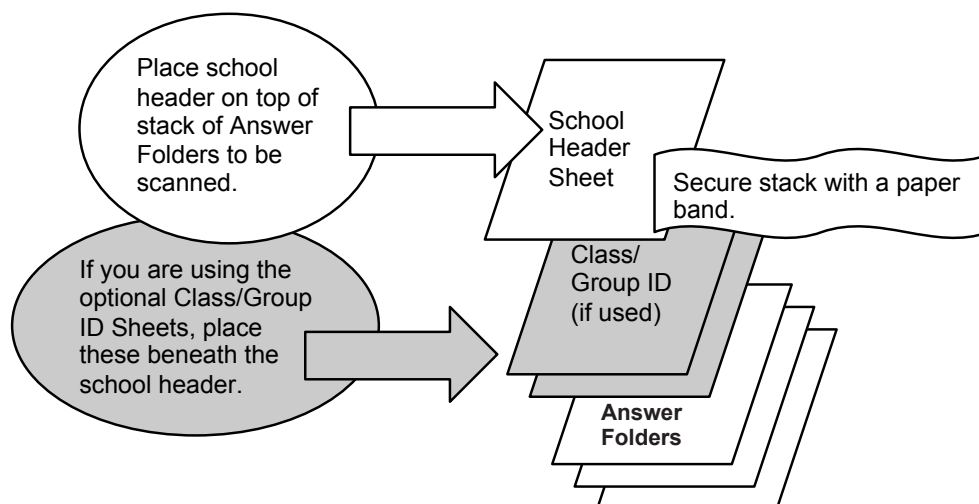 Place school
header on top of
stack of Answer
Folders to be
scanned.
School
Header
Sheet
Secure stack with a paper
band.
If you are using the
optional Class/Group
ID Sheets, place
these beneath the
school header.
Class/
Group ID
(if used)
Answer
Folders